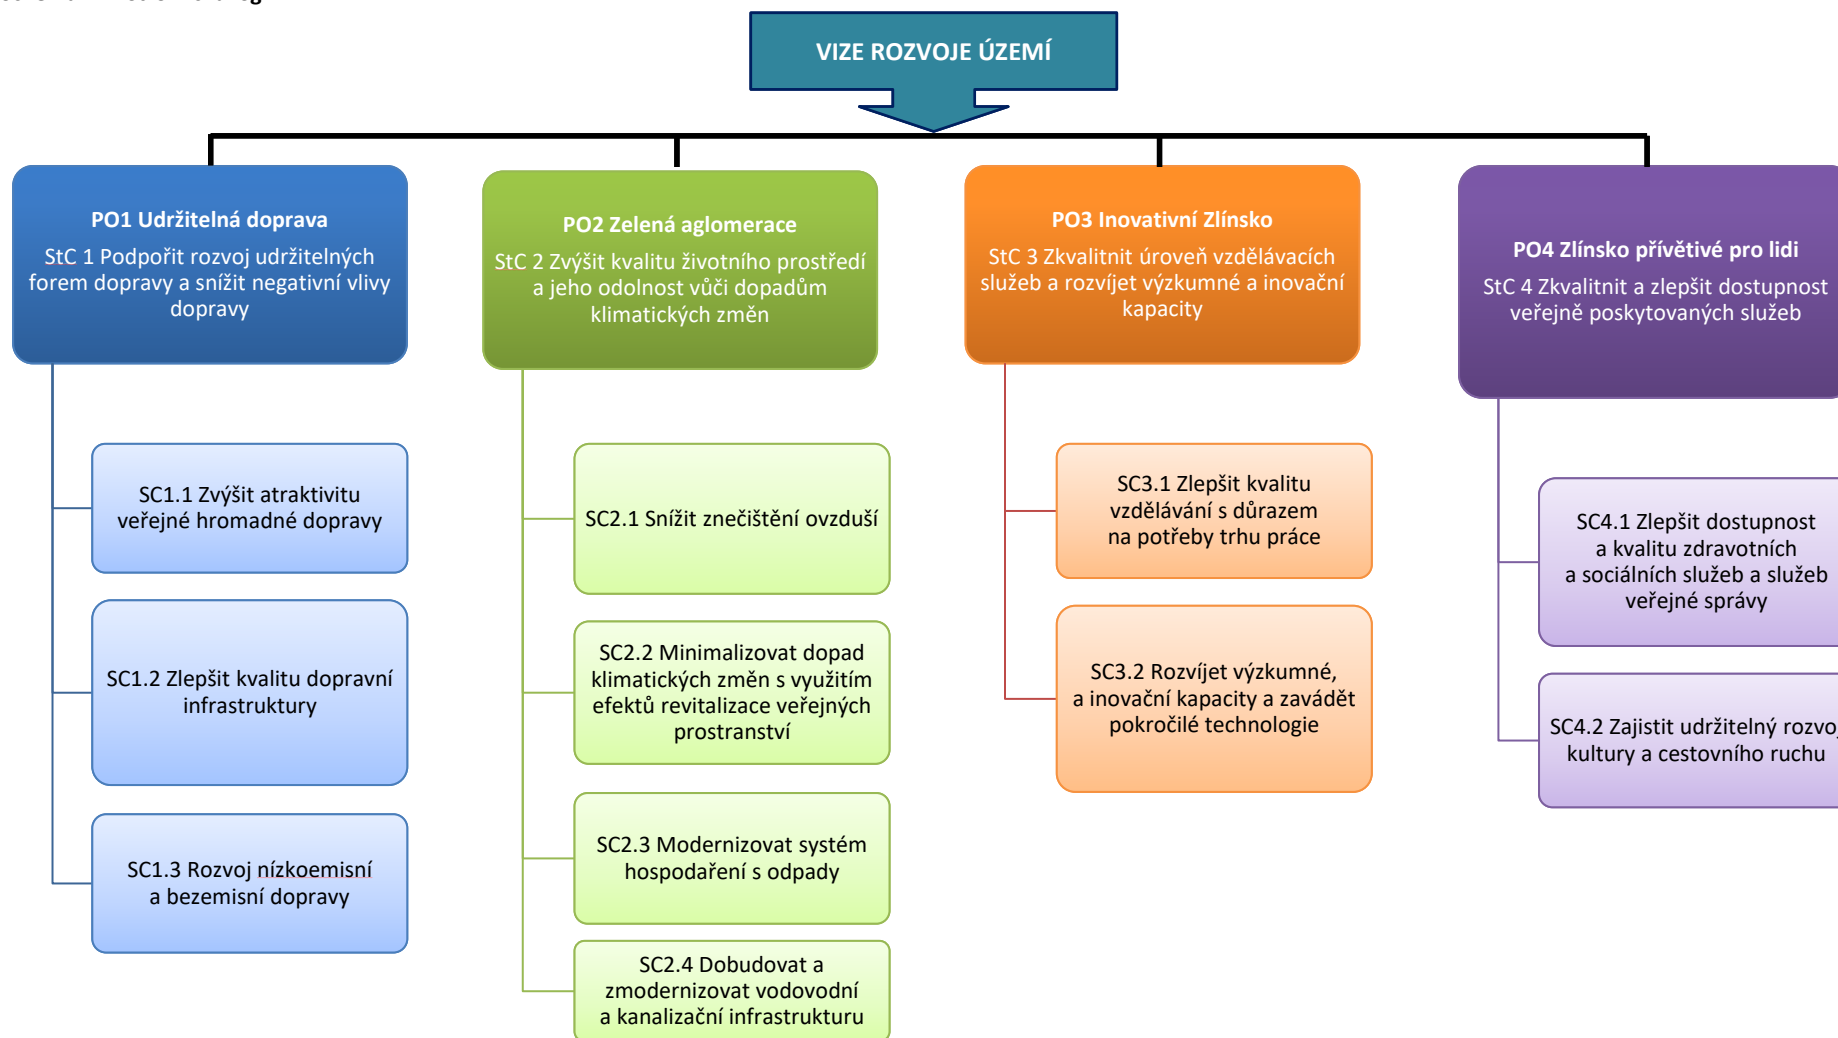 VIZE ROZVOJE ÚZEMÍ
PO1 Udržitelná doprava
StC 1 Podpořit rozvoj udržitelných
forem dopravy a snížit negativní vlivy
dopravy
SC1.1 Zvýšit atraktivitu
veřejné hromadné dopravy
SC1.2 Zlepšit kvalitu dopravní
infrastruktury
SC1.3 Rozvoj nízkoemisní
a bezemisní dopravy
PO2 Zelená aglomerace
StC 2 Zvýšit kvalitu životního prostředí
a jeho odolnost vůči dopadům
klimatických změn
SC2.1 Snížit znečištění ovzduší
SC2.2 Minimalizovat dopad
klimatických změn s využitím
efektů revitalizace veřejných
prostranství
SC2.3 Modernizovat systém
hospodaření s odpady
SC2.4 Dobudovat a
zmodernizovat vodovodní
a kanalizační infrastrukturu
PO3 Inovativní Zlínsko
StC 3 Zkvalitnit úroveň vzdělávacích
služeb a rozvíjet výzkumné a inovační
kapacity
SC3.1 Zlepšit kvalitu
vzdělávání s důrazem
na potřeby trhu práce
SC3.2 Rozvíjet výzkumné,
a inovační kapacity a zavádět
pokročilé technologie
PO4 Zlínsko přívětivé pro lidi
StC 4 Zkvalitnit a zlepšit dostupnost
veřejně poskytovaných služeb
SC4.1 Zlepšit dostupnost
a kvalitu zdravotních
a sociálních služeb a služeb
veřejné správy
SC4.2 Zajistit udržitelný rozvoj
kultury a cestovního ruchu